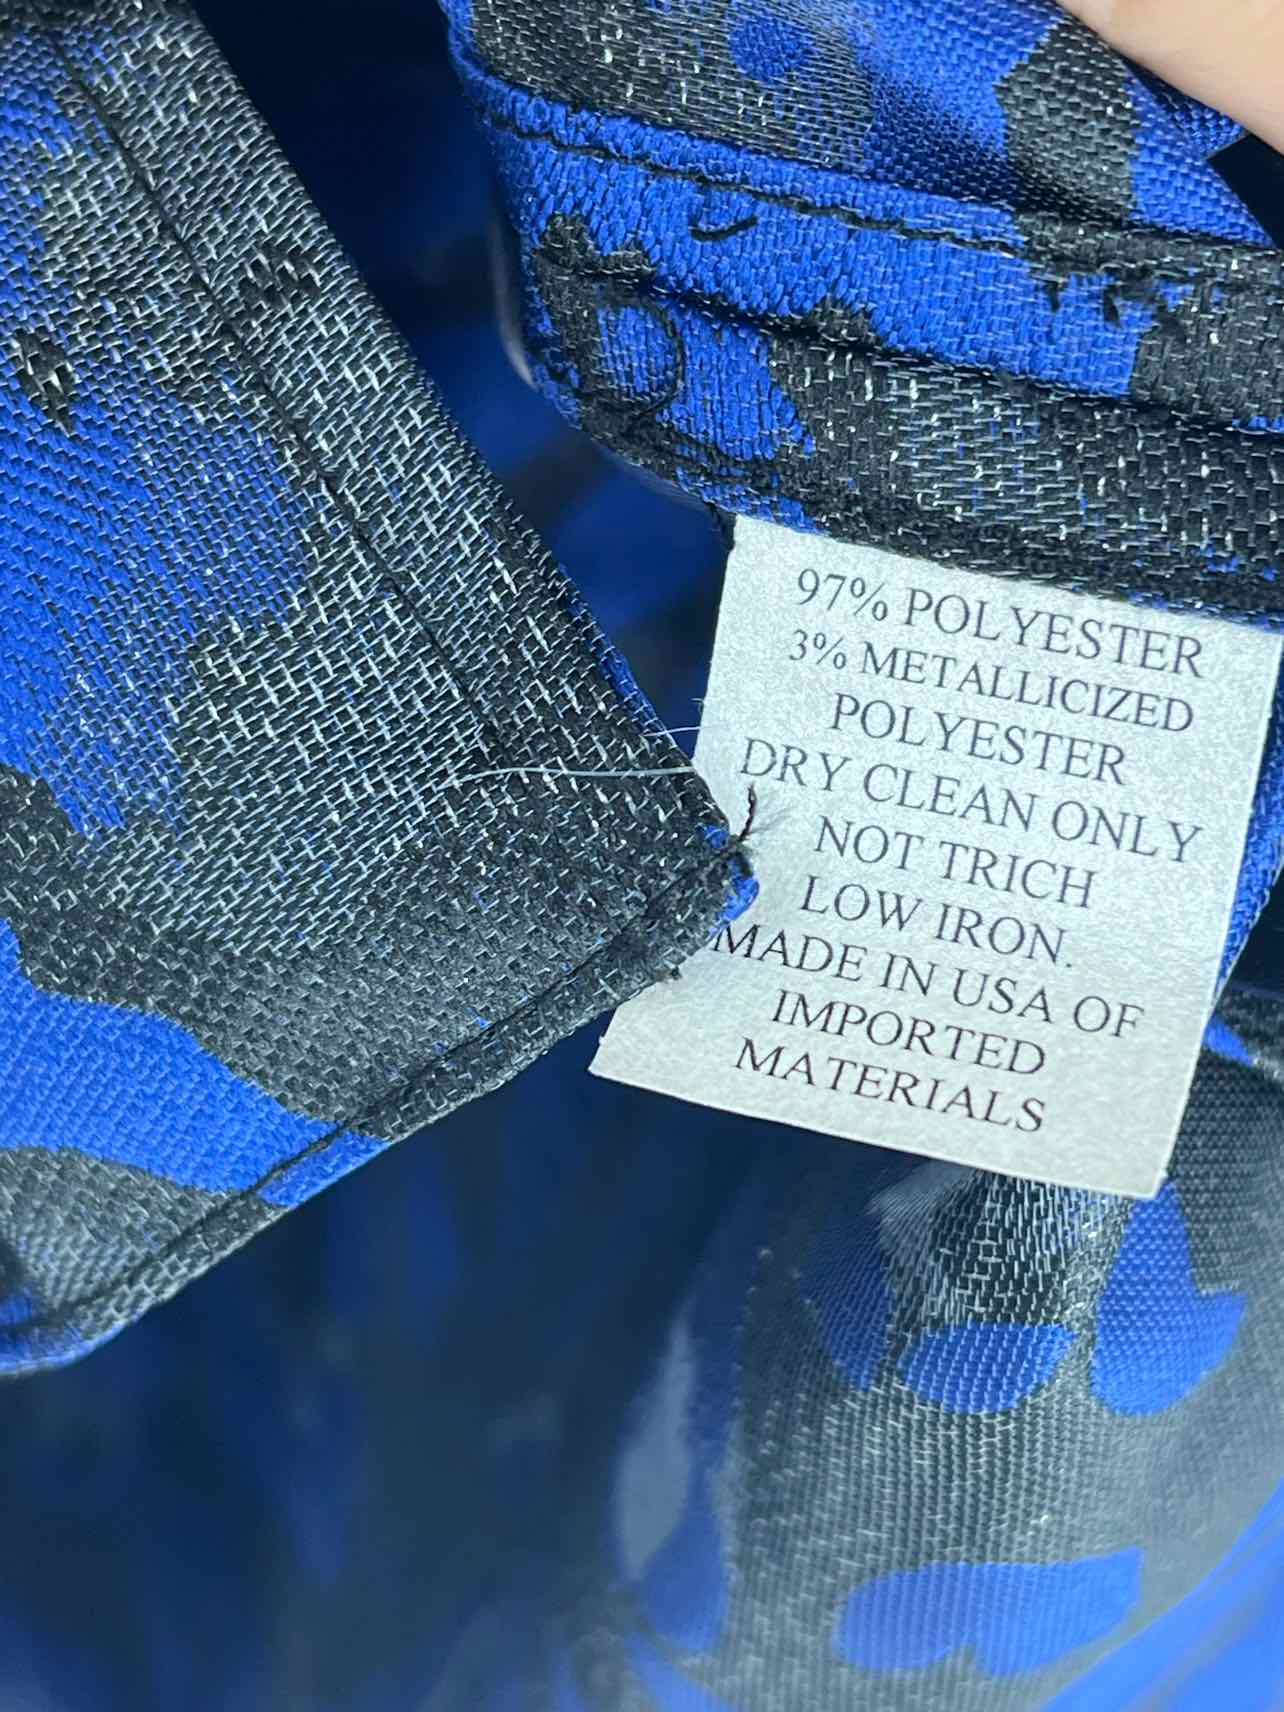 97% POLYESTER
3% METALLICIZED
POLYESTER
DRY CLEAN ONLY
NOT TRICH
LOW IRON.
MADE IN USA OF
IMPORTED
MATERIALS